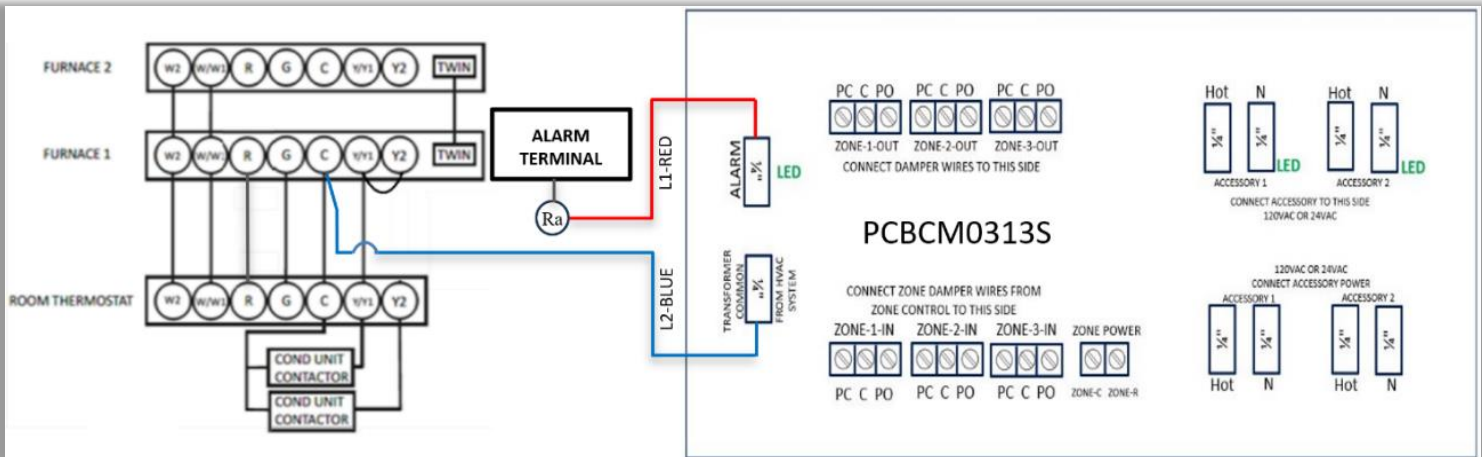 FURNACE 2
W2 W/W1 R G C Y/Y1 Y2 TWIN
FURNACE 1
W2 W/W1 R G C Y/Y1 Y2 TWIN
ROOM THERMOSTAT
W2 W/W1 R G C Y/Y1 Y2
COND UNIT
CONTACTOR
COND UNIT
CONTACTOR
ALARM
TERMINAL
Ra
L1-RED
L2-BLUE
ALARM
¼"
LED
TRANSFORMER
COMMON
¼"
FROM HVAC
SYSTEM
PC C PO PC C PO PC C PO
ZONE-1-OUT ZONE-2-OUT ZONE-3-OUT
CONNECT DAMPER WIRES TO THIS SIDE
PCBCM0313S
CONNECT ZONE DAMPER WIRES FROM
ZONE CONTROL TO THIS SIDE
ZONE-1-IN ZONE-2-IN ZONE-3-IN ZONE POWER
PC C PO PC C PO PC C PO ZONE-C ZONE-R
Hot N Hot N
¼" ¼" ¼" ¼"
LED LED
ACCESSORY 1 ACCESSORY 2
CONNECT ACCESSORY TO THIS SIDE
120VAC OR 24VAC
120VAC OR 24VAC
CONNECT ACCESSORY POWER
ACCESSORY 1 ACCESSORY 2
¼" ¼" ¼" ¼"
Hot N Hot N